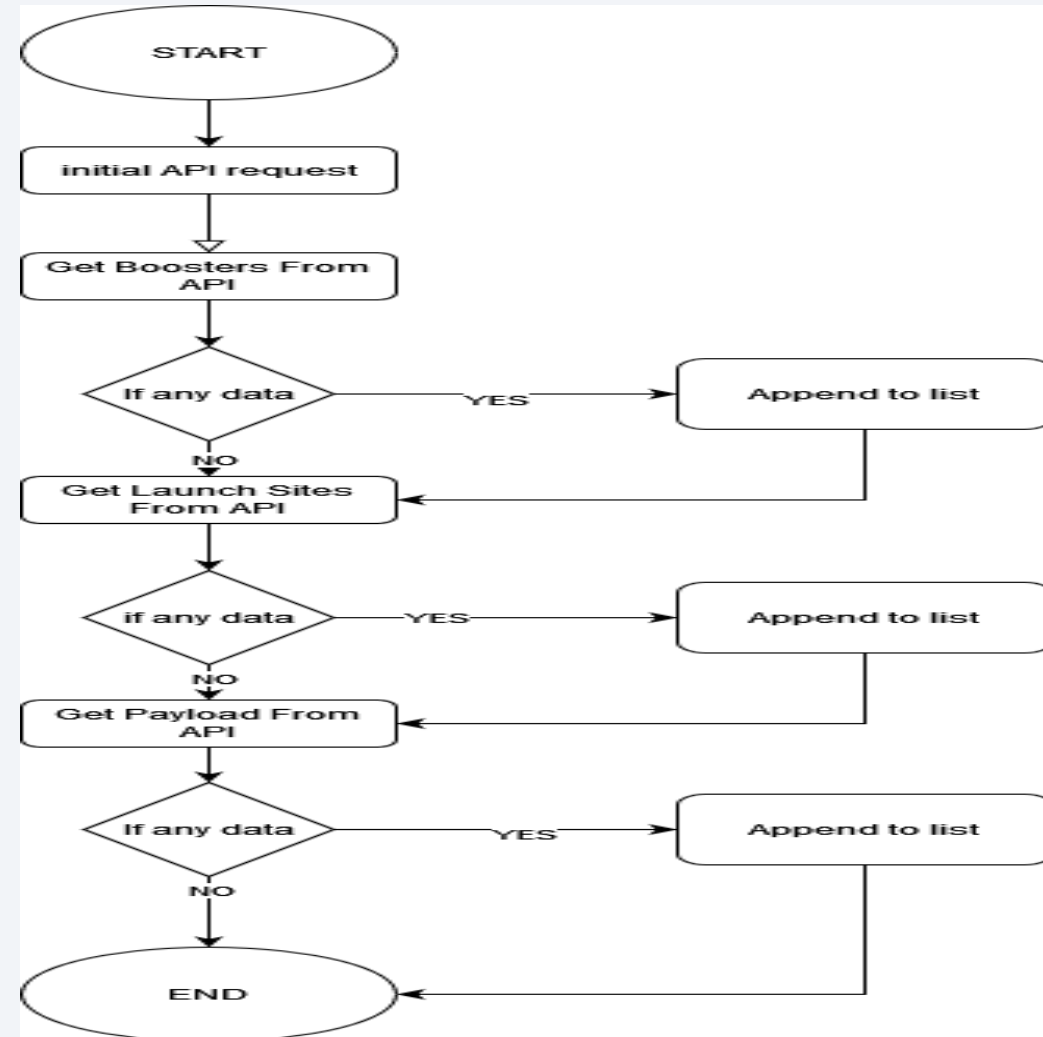 START
initial API request
Get Boosters From
API
If any data
YES
Append to list
NO
Get Launch Sites
From API
if any data
YES
Append to list
NO
Get Payload From
API
If any data
YES
Append to list
NO
END